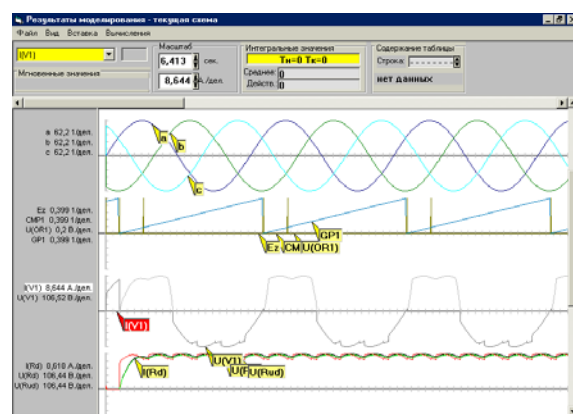 Результаты моделирования - текущая схема
Файл Вид Вставка Вычисления
I(V1)
Мгновенные значения
Масштаб
6,413 сек.
8,644 А./дел.
Интегральные значения
Тн=0 Тк=0
Среднее: 0
Действ.: 0
Содержание таблицы
Строка: -------
нет данных
a 62,2 1/дел.
b 62,2 1/дел.
c 62,2 1/дел.
a
b
c
Ez 0,399 1/дел.
CMP1 0,399 1/дел.
U(OR1) 0,2 В./дел.
GP1 0,399 1/дел.
GP1
Ez CM U(OR1)
I(V1) 8,644 А./дел.
U(V1) 106,52 В./дел.
I(V1)
U(V1)
I(Rd) 0,618 А./дел.
U(Rd) 106,44 В./дел.
U(Rud) 106,44 В./дел.
I(Rd)
U(Rud)